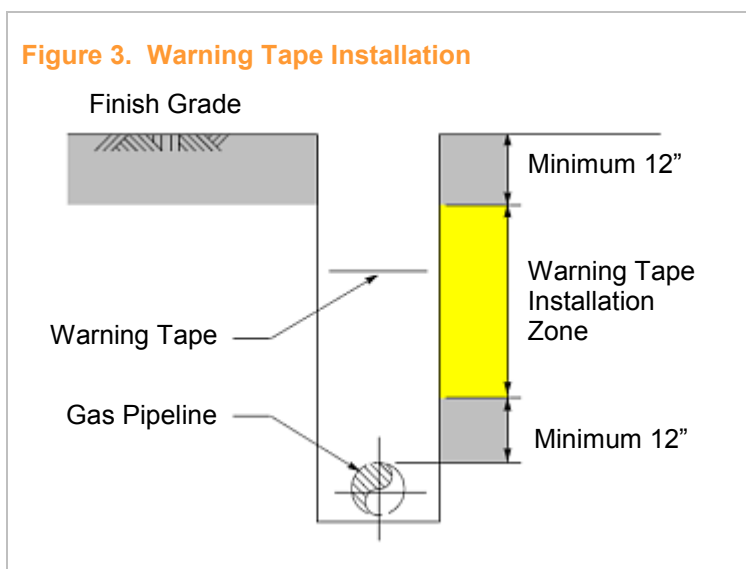 Figure 3. Warning Tape Installation
Finish Grade
Minimum 12”
Warning Tape
Installation
Zone
Warning Tape
Gas Pipeline
Minimum 12”